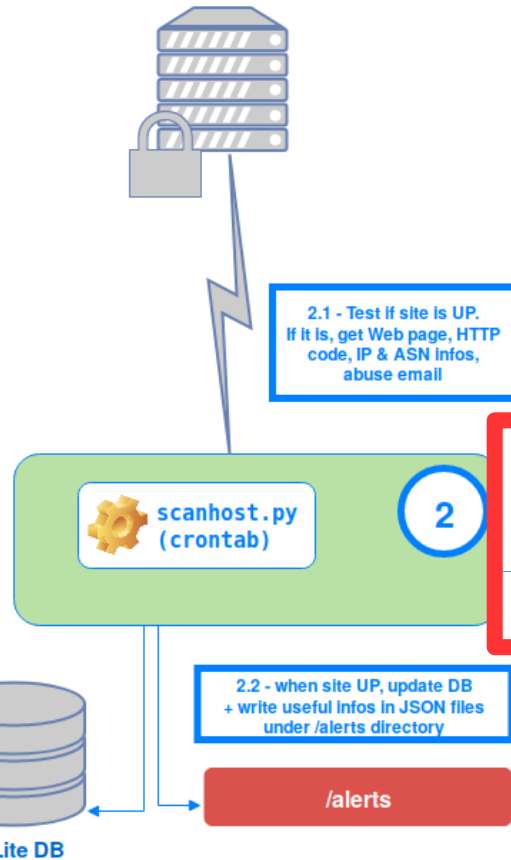 2.1 - Test if site is UP.
If it is, get Web page, HTTP
code, IP & ASN infos,
abuse email
scanhost.py
(crontab)
2
2.2 - when site UP, update DB
+ write useful infos in JSON files
under /alerts directory
/alerts
Lite DB